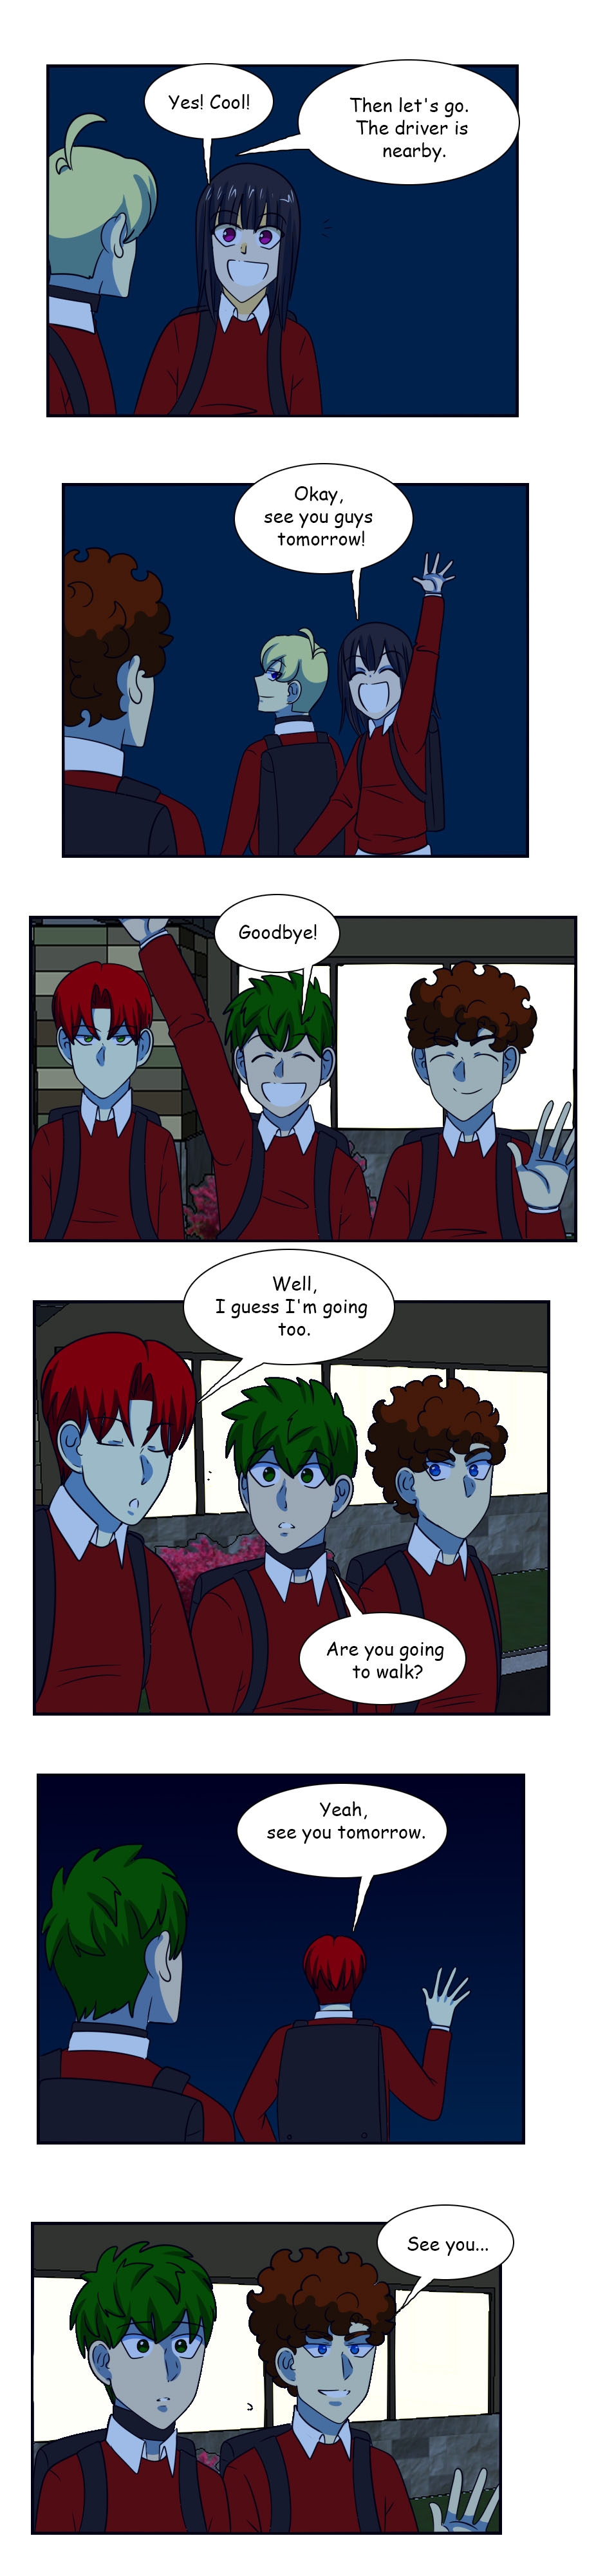 Yes! Cool!
Then let's go.
The driver is
nearby.
Okay,
see you guys
tomorrow!
Goodbye!
Well,
I guess I'm going
too.
Are you going
to walk?
Yeah,
see you tomorrow.
See you...